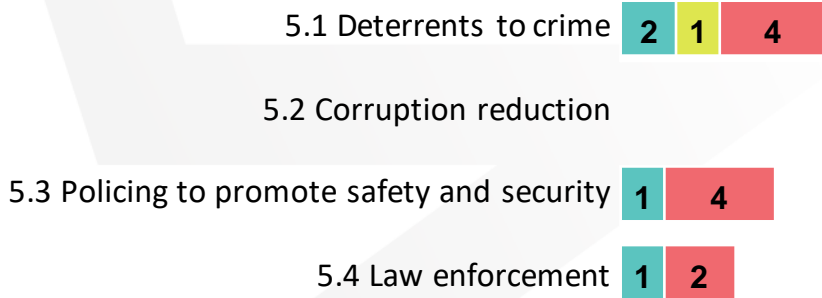 5.1 Deterrents to crime 2 1 4
5.2 Corruption reduction
5.3 Policing to promote safety and security 1 4
5.4 Law enforcement 1 2